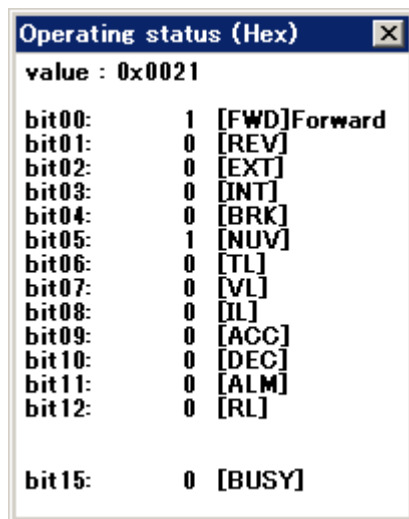 Operating status (Hex)
value : 0x0021
bit00: 1 [FWD]Forward
bit01: 0 [REV]
bit02: 0 [EXT]
bit03: 0 [INT]
bit04: 0 [BRK]
bit05: 1 [NUV]
bit06: 0 [TL]
bit07: 0 [VL]
bit08: 0 [IL]
bit09: 0 [ACC]
bit10: 0 [DEC]
bit11: 0 [ALM]
bit12: 0 [RL]
bit15: 0 [BUSY]